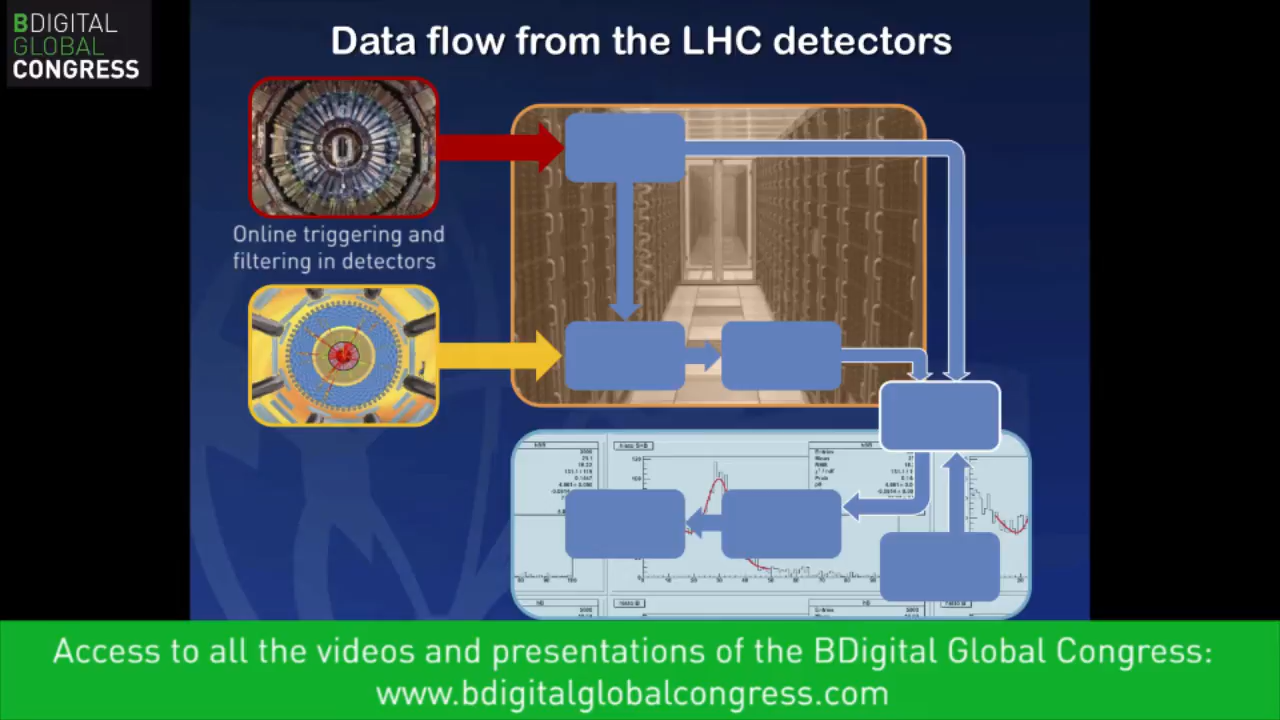 BDIGITAL
GLOBAL
CONGRESS
Data flow from the LHC detectors
Online triggering and
filtering in detectors
Access to all the videos and presentations of the BDigital Global Congress:
www.bdigitalglobalcongress.com